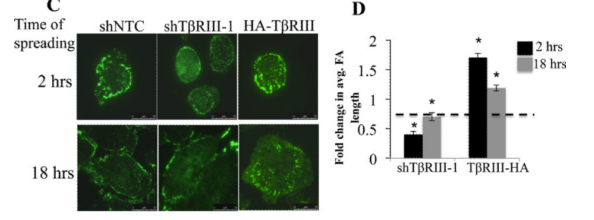 C
Time of spreading
shNTC
shTβRIII-1
HA-TβRIII
2 hrs
18 hrs
D
Fold change in avg. FA length
2
1.5
1
0.5
0
2 hrs
18 hrs
*
*
*
*
shTβRIII-1
TβRIII-HA